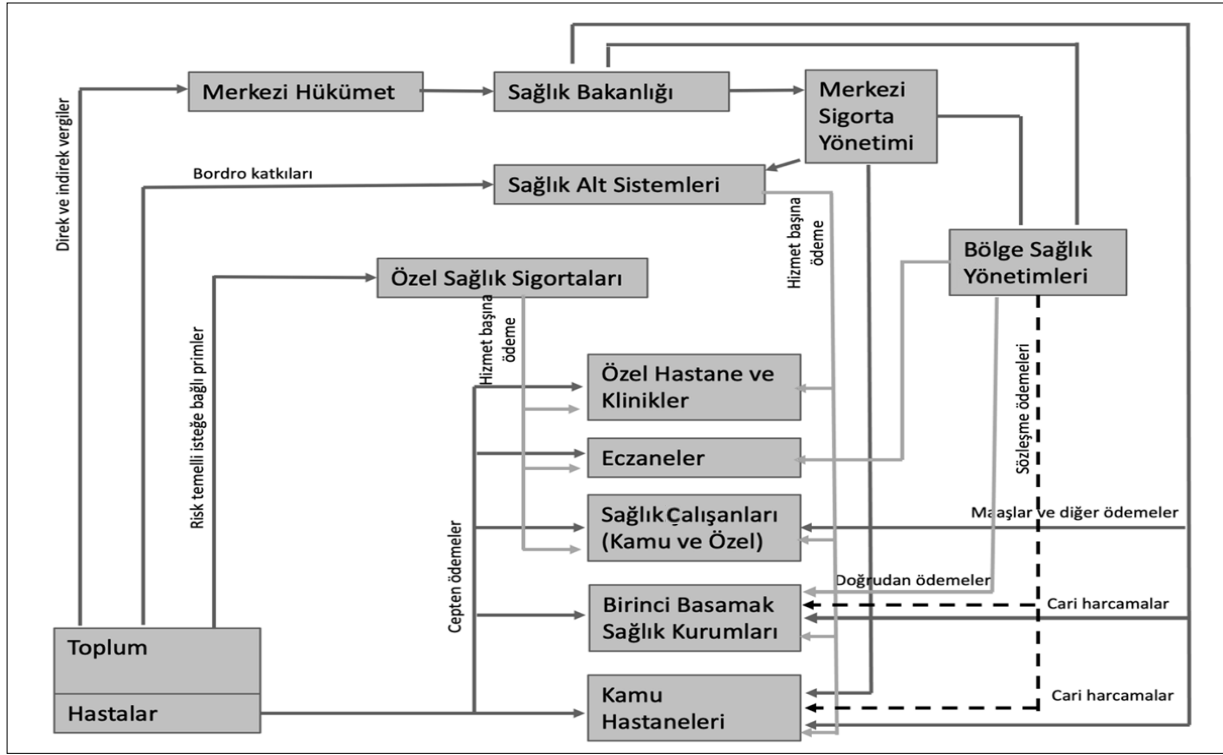 Merkezi Hükümet
Sağlık Bakanlığı
Merkezi
Sigorta
Yönetimi
Direk ve indirek vergiler
Bordro katkıları
Sağlık Alt Sistemleri
Hizmet başına
ödeme
Bölge Sağlık
Yönetimleri
Özel Sağlık Sigortaları
Risk temelli isteğe bağlı primler
Hizmet başına
ödeme
Özel Hastane ve
Klinikler
Sözleşme ödemeleri
Eczaneler
Sağlık Çalışanları
(Kamu ve Özel)
Maaşlar ve diğer ödemeler
Cepten ödemeler
Doğrudan ödemeler
Birinci Basamak
Sağlık Kurumları
Cari harcamalar
Toplum
Hastalar
Kamu
Hastaneleri
Cari harcamalar